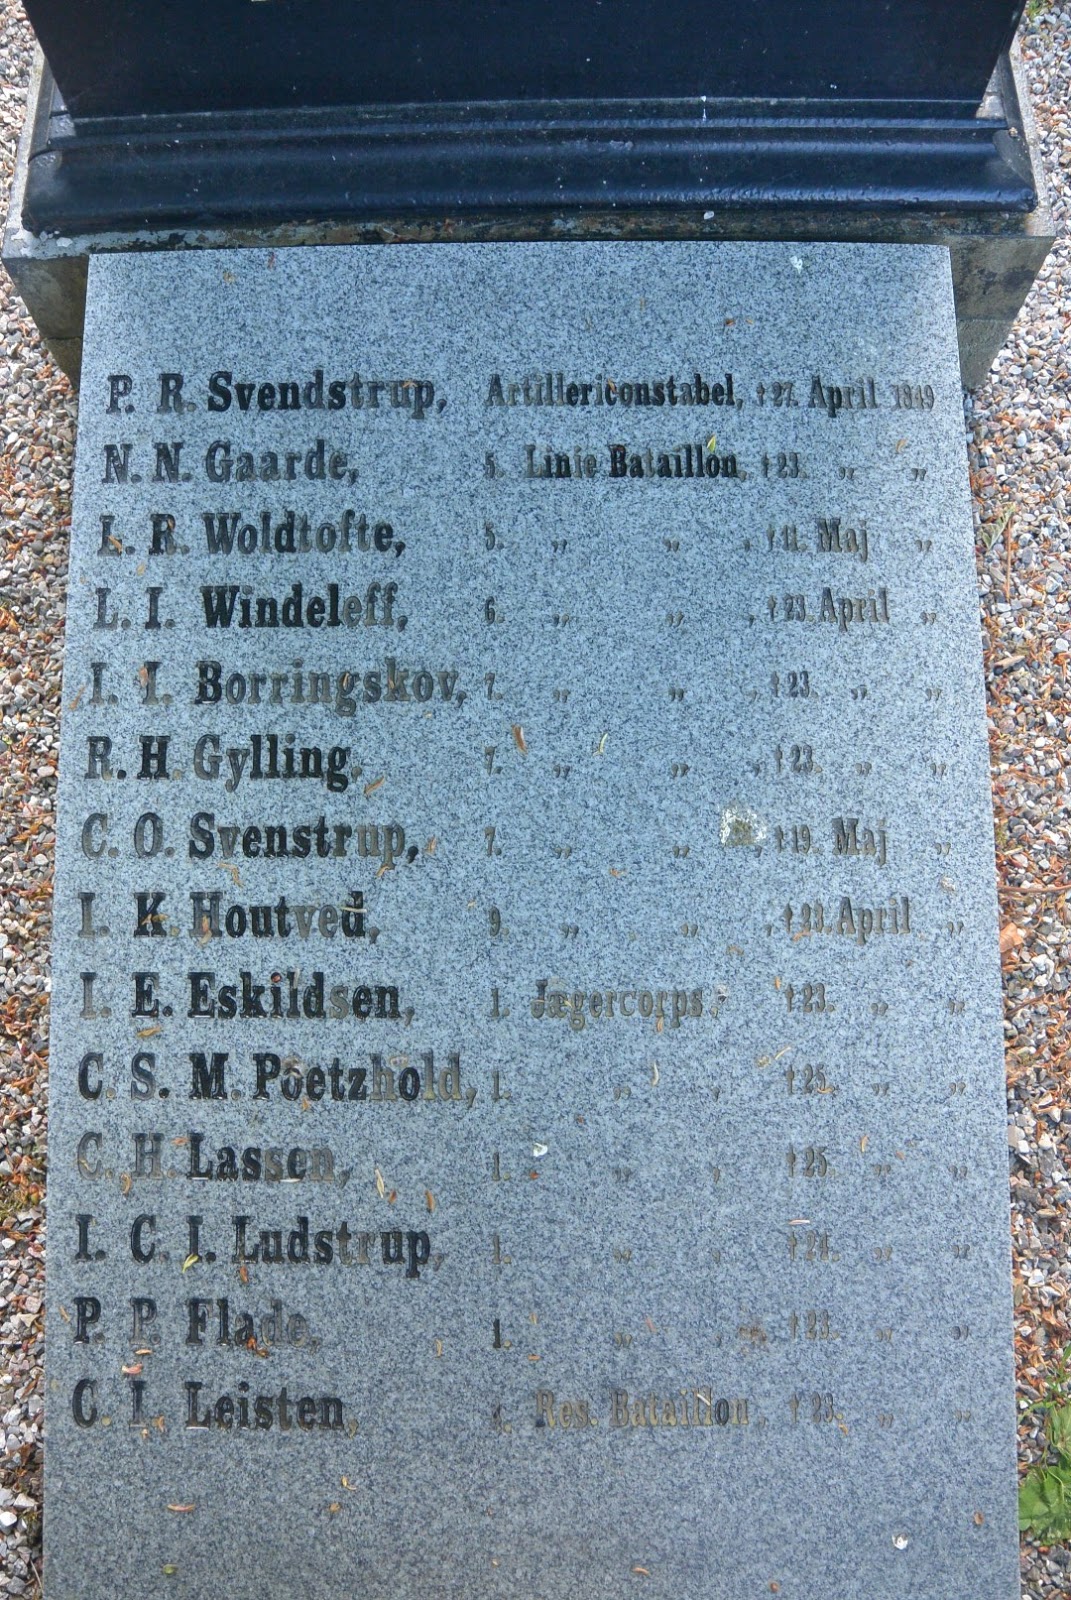 P. R. Svendstrup, Artillericonstabel, † 27. April 1849
N. N. Gaarde, 5. Linie Bataillon, † 23. „ „
L. R. Woldtofte, 5. „ „ , † 11. Maj „
L. I. Windeleff, 6. „ „ , † 23. April „
I. I. Borringskov, 7. „ „ , † 23. „ „
R. H. Gylling, 7. „ „ , † 23. „ „
C. O. Svenstrup, 7. „ „ , † 19. Maj „
I. K. Houtved, 9. „ „ , † 23. April „
I. E. Eskildsen, 1. Jægercorps, † 23. „ „
C. S. M. Poetzhold, 1. „ , † 25. „ „
C. H. Lassen, 1. „ , † 25. „ „
I. C. I. Ludstrup, 1. „ , † 24. „ „
P. P. Flade, 1. „ , † 23. „ „
C. I. Leisten, Res. Bataillon, † 23. „ „